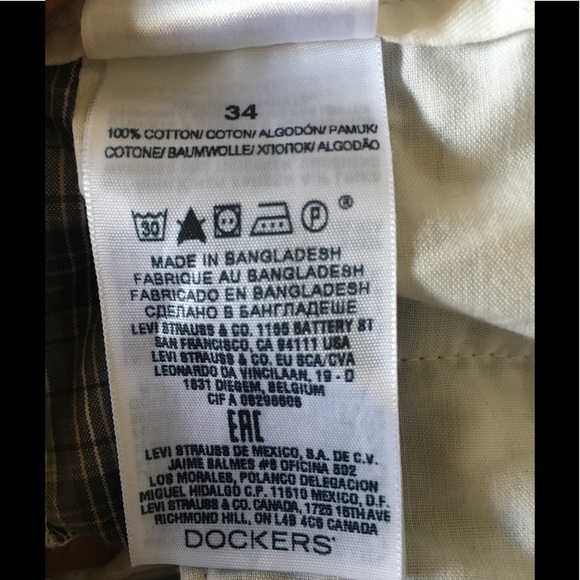 34
100% COTTON/ COTON/ ALGODÓN/ PAMUK/
COTONE/ BAUMWOLLE/ ХЛОПОК/ ALGODÃO
30 P ®
MADE IN BANGLADESH
FABRIQUE AU BANGLADESH
FABRICADO EN BANGLADESH
СДЕЛАНО В БАНГЛАДЕШЕ
LEVI STRAUSS & CO. 1155 BATTERY ST
SAN FRANCISCO, CA 94111 USA
LEVI STRAUSS & CO. EU SCA/CVA
LEONARDO DA VINCILAAN, 19 - D
1831 DIEGEM, BELGIUM
CIF A 08296606
EAC
LEVI STRAUSS DE MEXICO, S.A. DE C.V.
JAIME BALMES #8 OFICINA 502
LOS MORALES, POLANCO DELEGACION
MIGUEL HIDALGO C.P. 11510 MEXICO, D.F.
LEVI STRAUSS & CO. CANADA, 1725 16TH AVE
RICHMOND HILL, ON L4B 4C6 CANADA
DOCKERS®